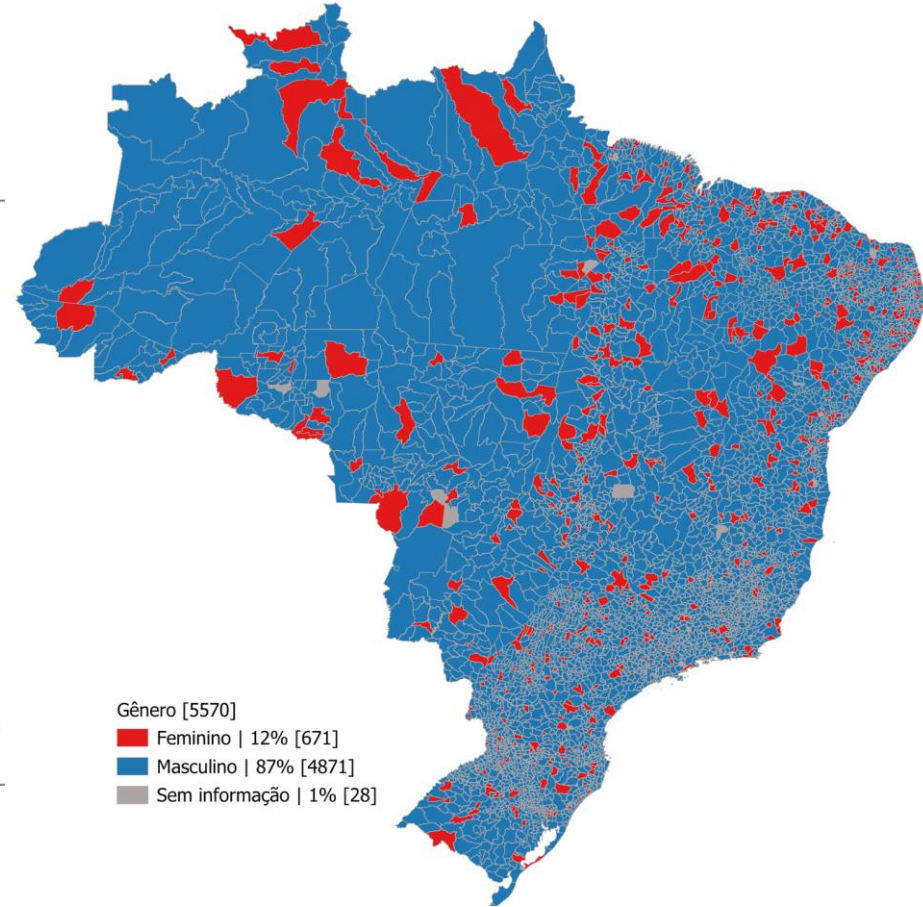 Gênero [5570]
Feminino | 12% [671]
Masculino | 87% [4871]
Sem informação | 1% [28]